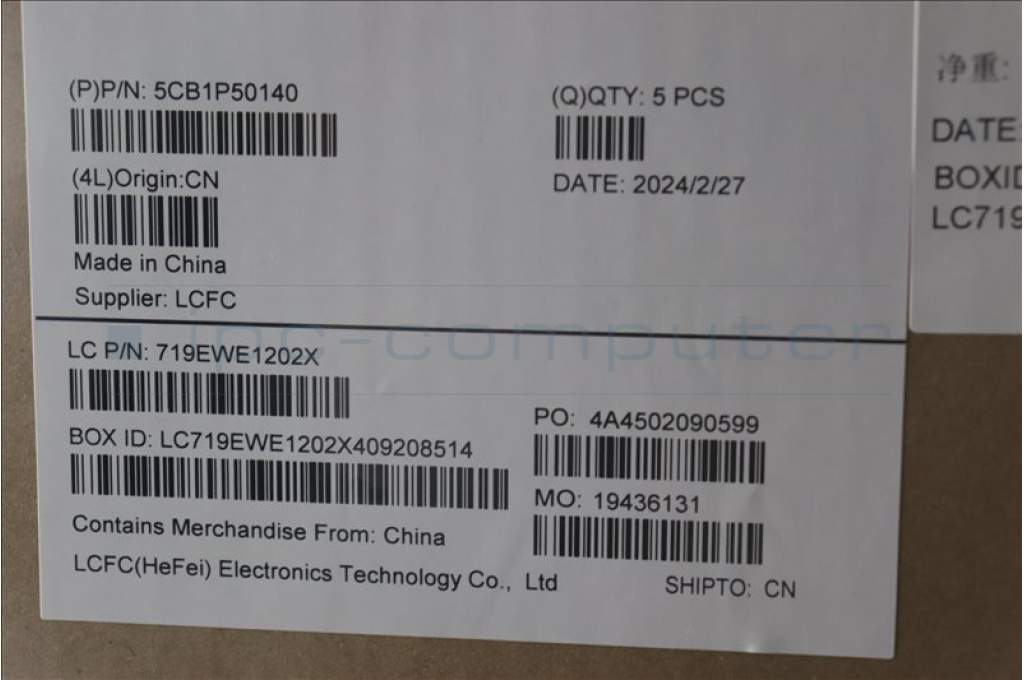 (P)P/N: 5CB1P50140
(Q)QTY: 5 PCS
(4L)Origin:CN
DATE: 2024/2/27
Made in China
Supplier: LCFC
ipc-computer
LC P/N: 719EWE1202X
PO: 4A4502090599
BOX ID: LC719EWE1202X409208514
MO: 19436131
Contains Merchandise From: China
LCFC(HeFei) Electronics Technology Co., Ltd
SHIPTO: CN
净重:
DATE:
BOXID
LC719